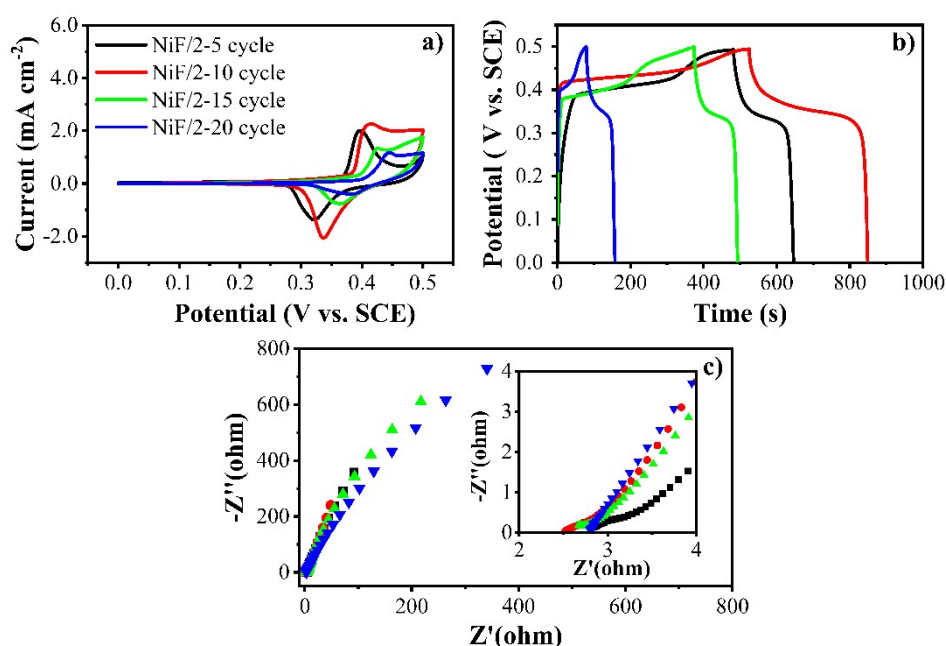 6.0
4.0
2.0
0.0
-2.0
Current (mA cm-2)
NiF/2-5 cycle
NiF/2-10 cycle
NiF/2-15 cycle
NiF/2-20 cycle
a)
0.0 0.1 0.2 0.3 0.4 0.5
Potential (V vs. SCE)
0.5
0.4
0.3
0.2
0.1
0.0
Potential ( V vs. SCE)
b)
0 200 400 600 800 1000
Time (s)
800
600
400
200
0
-Z''(ohm)
c)
4
3
2
1
0
-Z''(ohm)
2 3 4
Z'(ohm)
0 200 400 600 800
Z'(ohm)